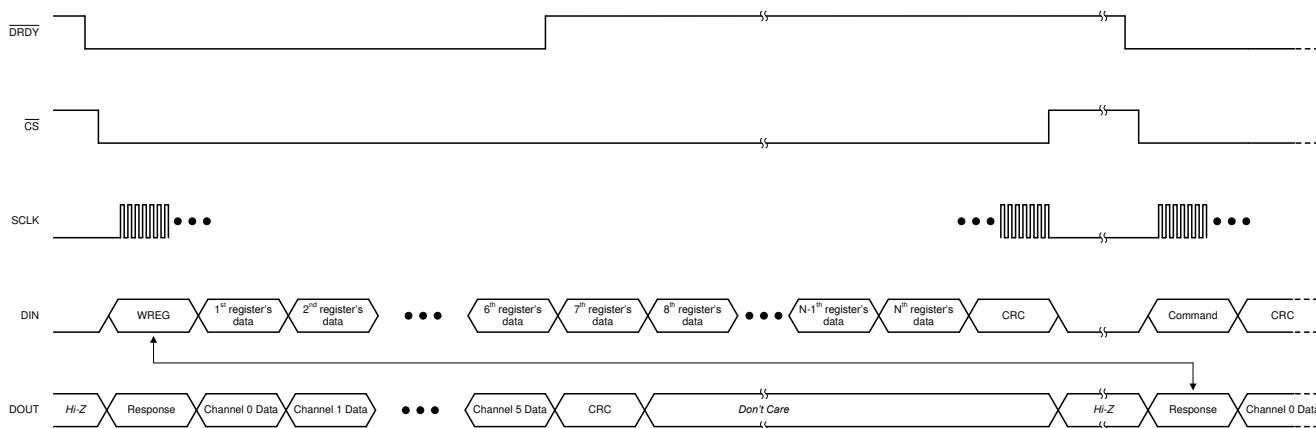 DRDY
CS
SCLK
DIN
WREG
1st register's
data
2nd register's
data
6th register's
data
7th register's
data
8th register's
data
N-1th register's
data
Nth register's
data
CRC
Command
CRC
DOUT
Hi-Z
Response
Channel 0 Data
Channel 1 Data
Channel 5 Data
CRC
Don't Care
Hi-Z
Response
Channel 0 Data